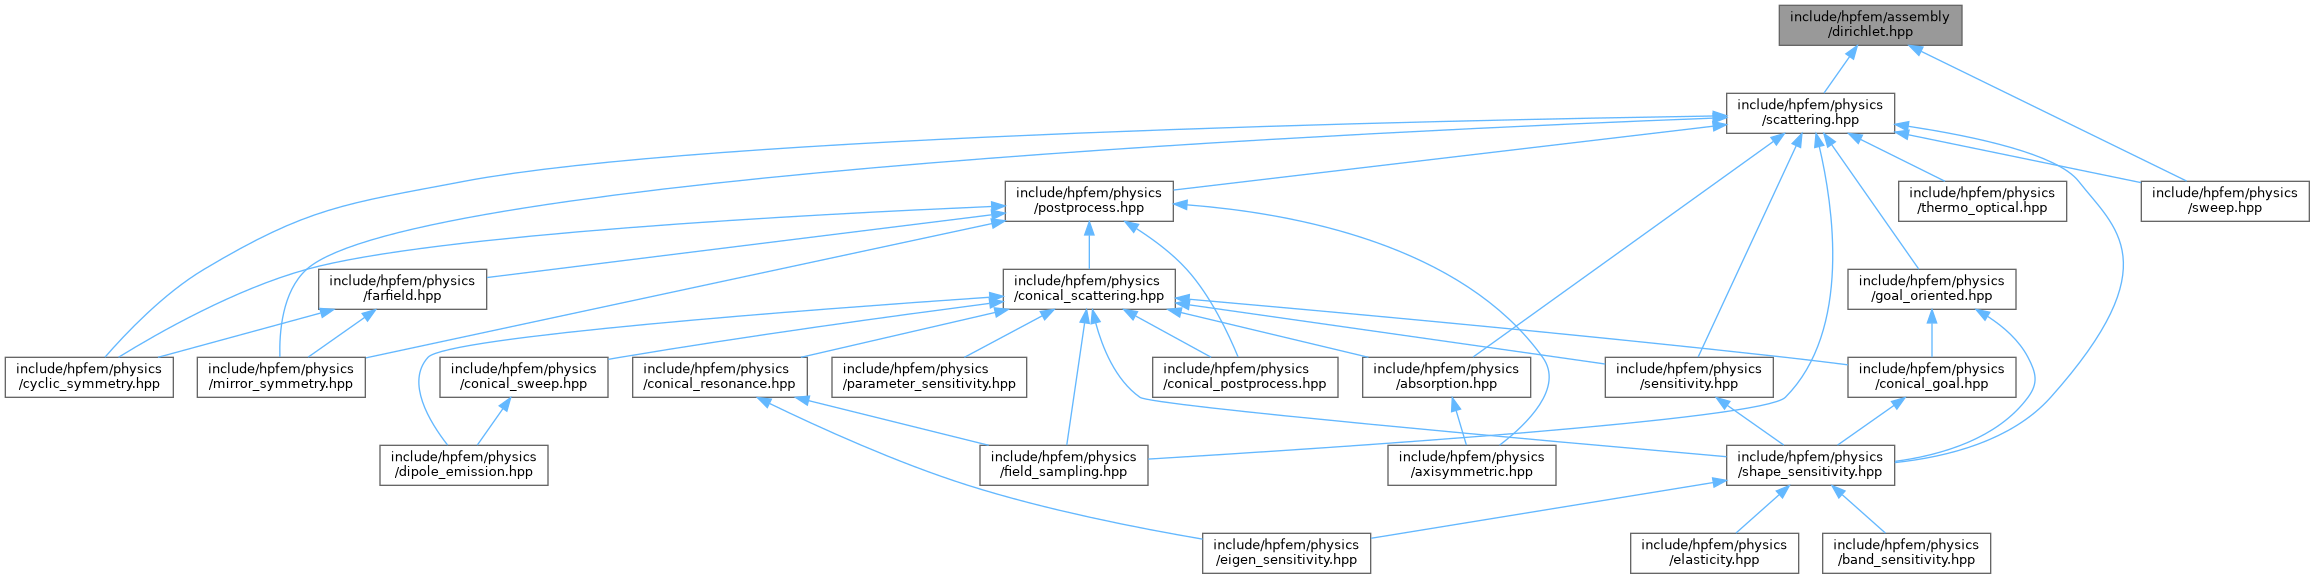 include/hpfem/assembly
/dirichlet.hpp
include/hpfem/physics
/scattering.hpp
include/hpfem/physics
/postprocess.hpp
include/hpfem/physics
/thermo_optical.hpp
include/hpfem/physics
/sweep.hpp
include/hpfem/physics
/farfield.hpp
include/hpfem/physics
/conical_scattering.hpp
include/hpfem/physics
/goal_oriented.hpp
include/hpfem/physics
/cyclic_symmetry.hpp
include/hpfem/physics
/mirror_symmetry.hpp
include/hpfem/physics
/conical_sweep.hpp
include/hpfem/physics
/conical_resonance.hpp
include/hpfem/physics
/parameter_sensitivity.hpp
include/hpfem/physics
/conical_postprocess.hpp
include/hpfem/physics
/absorption.hpp
include/hpfem/physics
/sensitivity.hpp
include/hpfem/physics
/conical_goal.hpp
include/hpfem/physics
/dipole_emission.hpp
include/hpfem/physics
/field_sampling.hpp
include/hpfem/physics
/axisymmetric.hpp
include/hpfem/physics
/shape_sensitivity.hpp
include/hpfem/physics
/eigen_sensitivity.hpp
include/hpfem/physics
/elasticity.hpp
include/hpfem/physics
/band_sensitivity.hpp